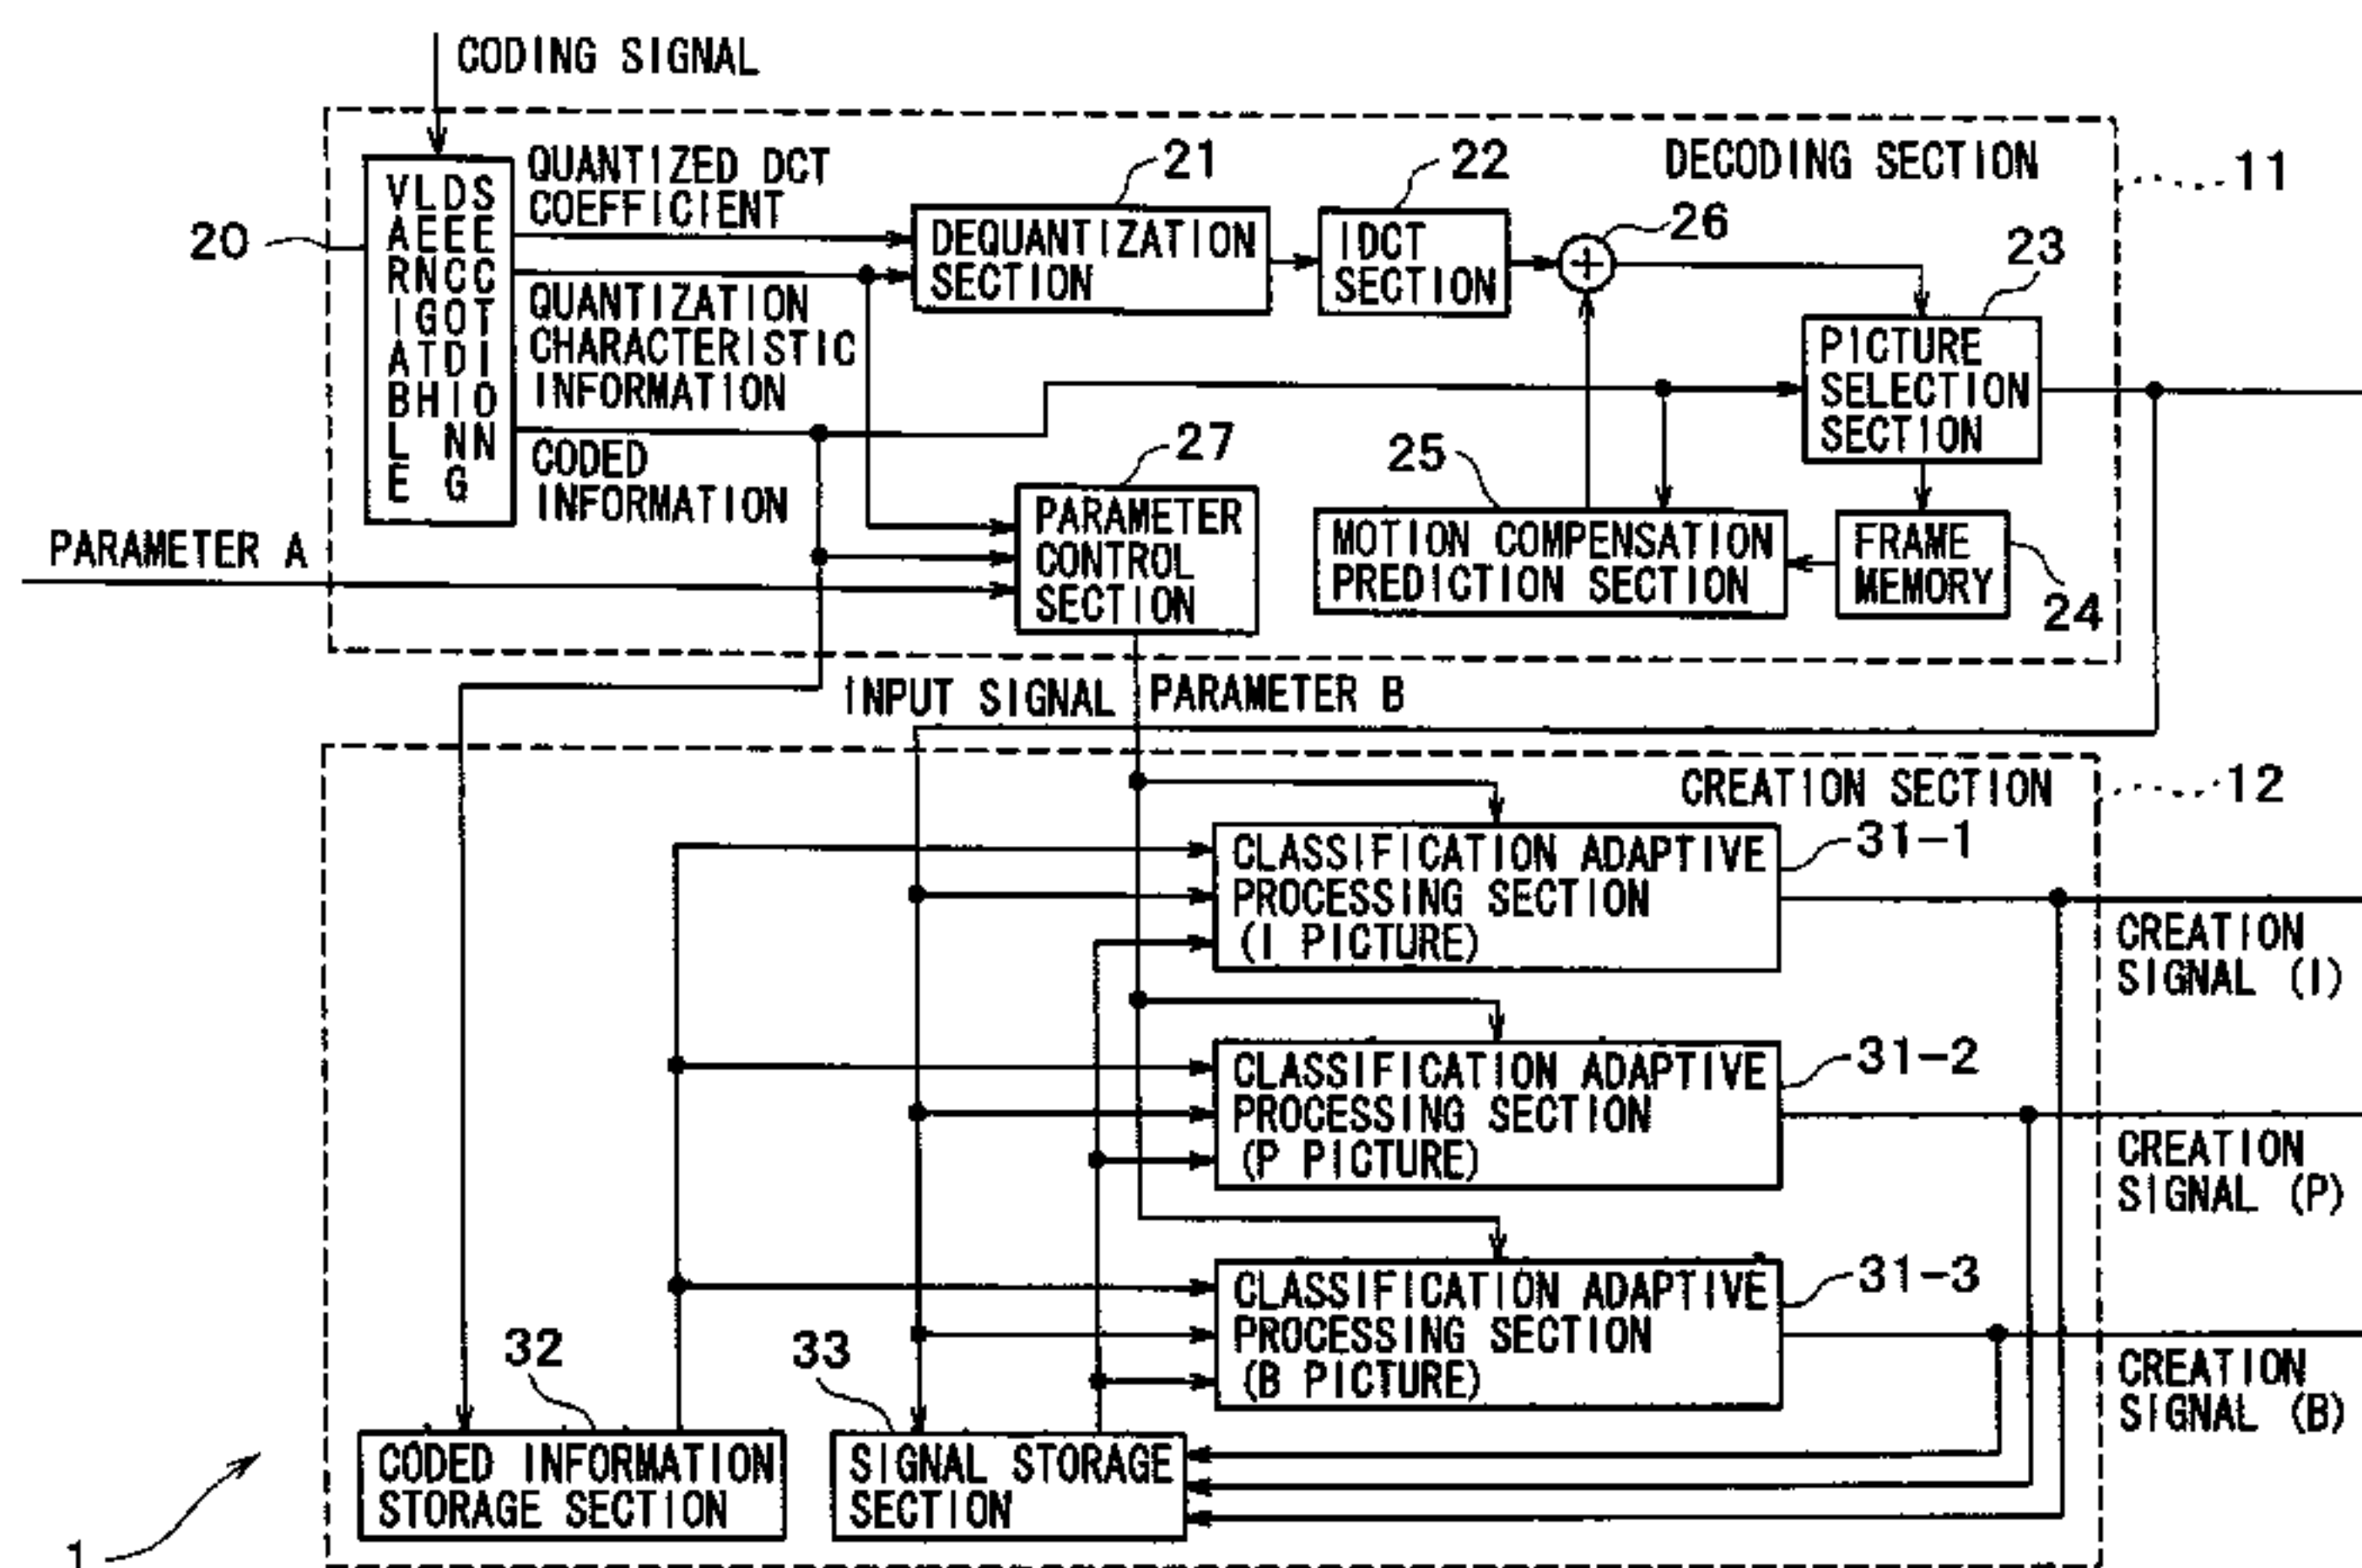 CODING SIGNAL
VARIABLE
LENGTH
DECODING
SECTION
QUANTIZED DCT
COEFFICIENT
21
22
DECODING SECTION
11
20
DEQUANTIZATION
SECTION
IDCT
SECTION
26
+
23
QUANTIZATION
CHARACTERISTIC
INFORMATION
PICTURE
SELECTION
SECTION
CODED
INFORMATION
27
25
PARAMETER A
PARAMETER
CONTROL
SECTION
MOTION COMPENSATION
PREDICTION SECTION
FRAME
MEMORY
24
INPUT SIGNAL
PARAMETER B
CREATION SECTION
12
CLASSIFICATION ADAPTIVE
PROCESSING SECTION
(I PICTURE)
31-1
CREATION
SIGNAL (I)
CLASSIFICATION ADAPTIVE
PROCESSING SECTION
(P PICTURE)
31-2
CREATION
SIGNAL (P)
CLASSIFICATION ADAPTIVE
PROCESSING SECTION
(B PICTURE)
31-3
CREATION
SIGNAL (B)
32
33
CODED INFORMATION
STORAGE SECTION
SIGNAL STORAGE
SECTION
1